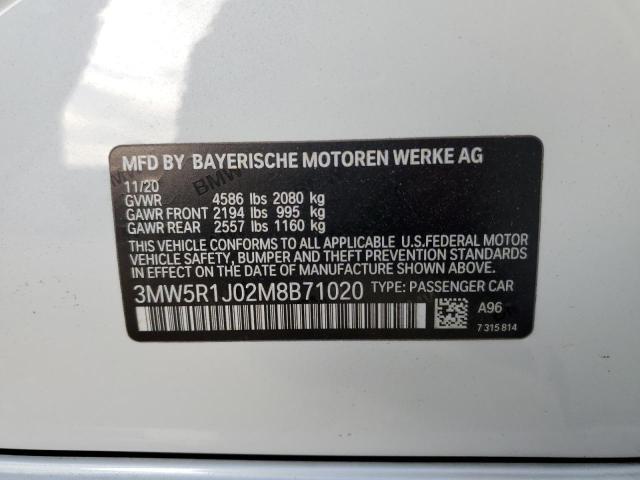 MFD BY BAYERISCHE MOTOREN WERKE AG
11/20
GVWR 4586 lbs 2080 kg
GAWR FRONT 2194 lbs 995 kg
GAWR REAR 2557 lbs 1160 kg
THIS VEHICLE CONFORMS TO ALL APPLICABLE U.S.FEDERAL MOTOR
VEHICLE SAFETY, BUMPER AND THEFT PREVENTION STANDARDS
IN EFFECT ON THE DATE OF MANUFACTURE SHOWN ABOVE.
3MW5R1J02M8B71020 TYPE: PASSENGER CAR
A96
7 315 814